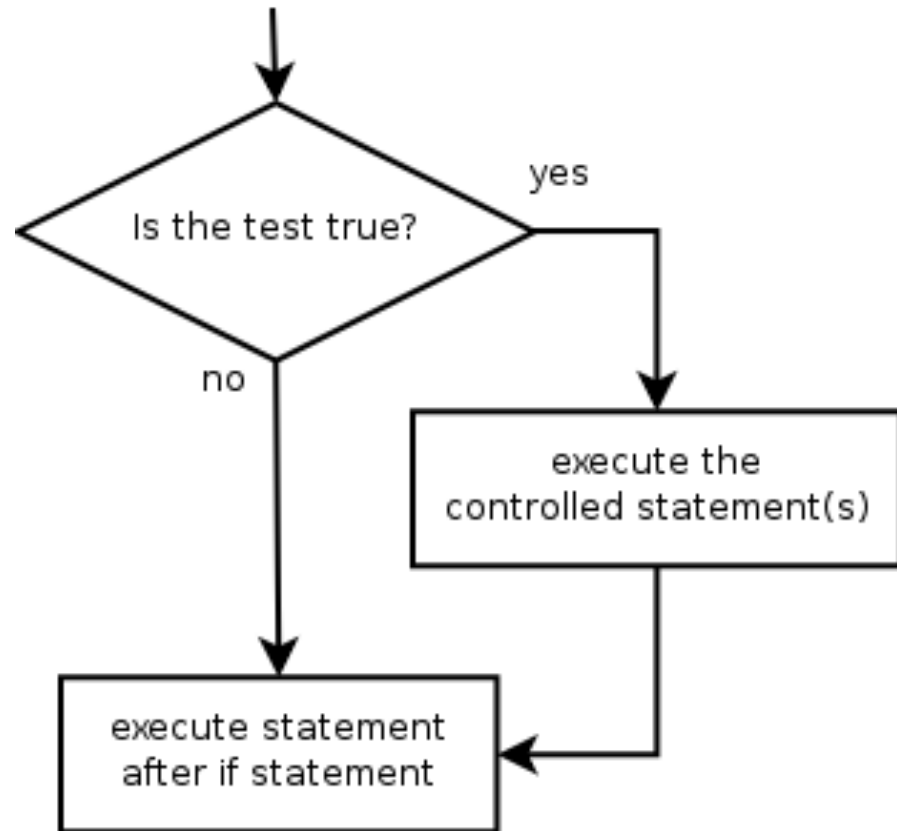 yes
Is the test true?
no
execute the
controlled statement(s)
execute statement
after if statement